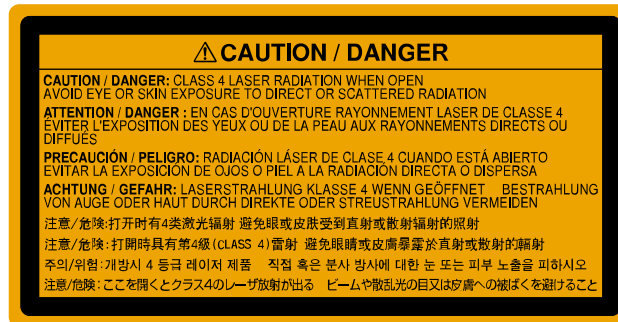 ⚠ CAUTION / DANGER
CAUTION / DANGER: CLASS 4 LASER RADIATION WHEN OPEN
AVOID EYE OR SKIN EXPOSURE TO DIRECT OR SCATTERED RADIATION
ATTENTION / DANGER : EN CAS D'OUVERTURE RAYONNEMENT LASER DE CLASSE 4
ÉVITER L'EXPOSITION DES YEUX OU DE LA PEAU AUX RAYONNEMENTS DIRECTS OU
DIFFUÉS
PRECAUCIÓN / PELIGRO: RADIACIÓN LÁSER DE CLASE 4 CUANDO ESTÁ ABIERTO
EVITAR LA EXPOSICIÓN DE OJOS O PIEL A LA RADIACIÓN DIRECTA O DISPERSA
ACHTUNG / GEFAHR: LASERSTRAHLUNG KLASSE 4 WENN GEÖFFNET BESTRAHLUNG
VON AUGE ODER HAUT DURCH DIREKTE ODER STREUSTRAHLUNG VERMEIDEN
注意/危险:打开时有4类激光辐射 避免眼或皮肤受到直射或散射辐射的照射
注意/危險:打開時具有第4級(CLASS 4)雷射 避免眼睛或皮膚暴露於直射或散射的輻射
주의/위험:개방시 4 등급 레이저 제품 직접 혹은 분사 방사에 대한 눈 또는 피부 노출을 피하시오
注意/危険：ここを開くとクラス4のレーザ放射が出る ビームや散乱光の目又は皮膚への被ばくを避けること